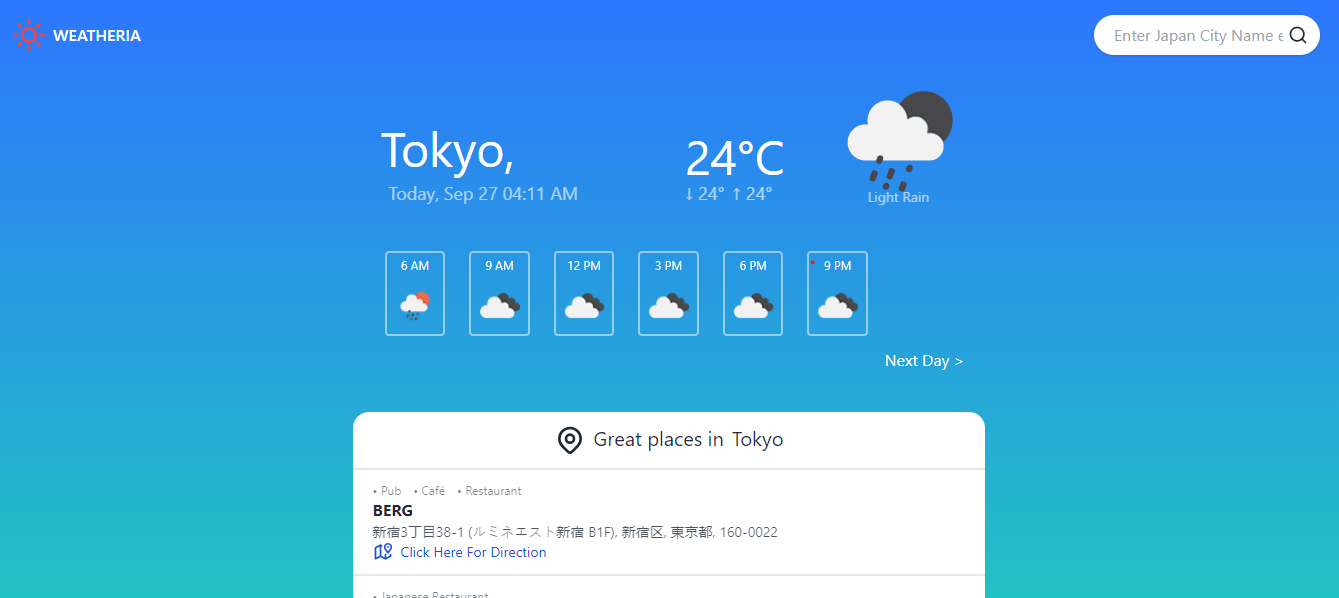 WEATHERIA
Enter Japan City Name e
Tokyo,
Today, Sep 27 04:11 AM
24°C
↓ 24° ↑ 24°
Light Rain
6 AM
9 AM
12 PM
3 PM
6 PM
9 PM
Next Day >
Great places in Tokyo
• Pub • Café • Restaurant
BERG
新宿3丁目38-1 (ルミネエスト新宿 B1F), 新宿区, 東京都, 160-0022
Click Here For Direction
• Japanese Restaurant